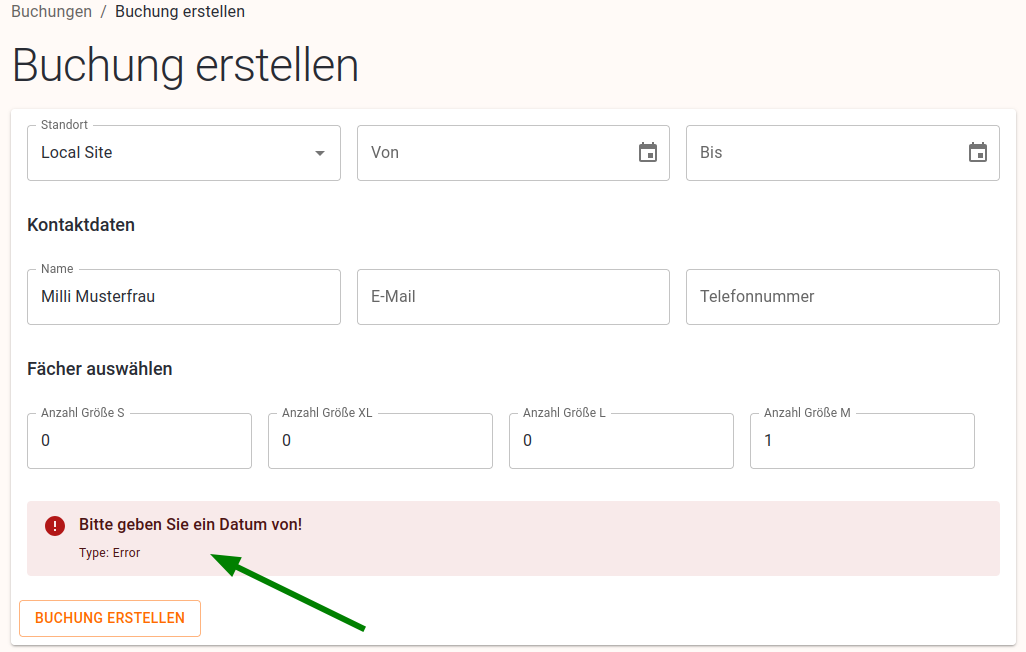 Buchungen / Buchung erstellen
Buchung erstellen
Standort
Local Site
Von
Bis
Kontaktdaten
Name
Milli Musterfrau
E-Mail
Telefonnummer
Fächer auswählen
Anzahl Größe S
0
Anzahl Größe XL
0
Anzahl Größe L
0
Anzahl Größe M
1
Bitte geben Sie ein Datum von!
Type: Error
BUCHUNG ERSTELLEN